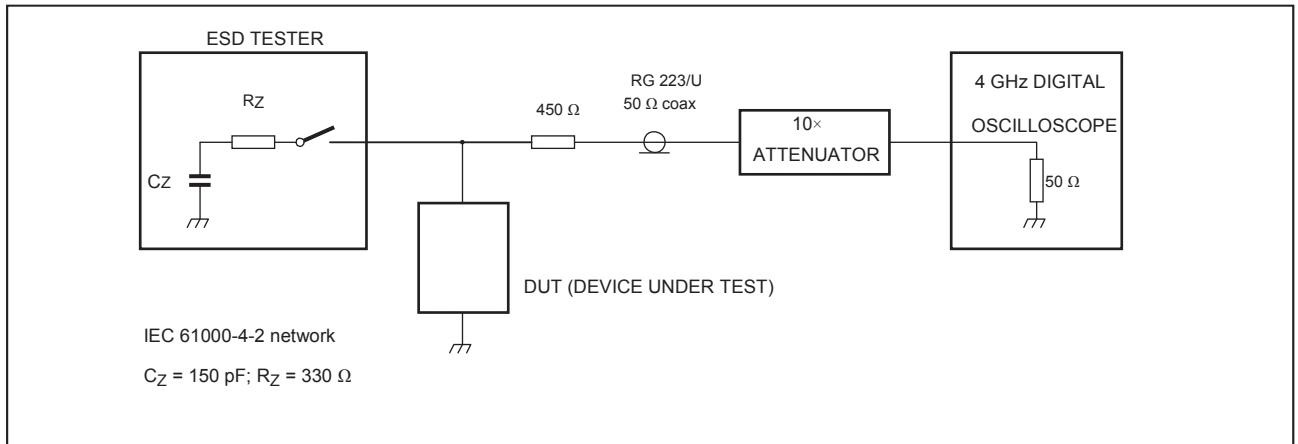 ESD TESTER
RZ
CZ
450 Ω
RG 223/U
50 Ω coax
10×
ATTENUATOR
4 GHz DIGITAL
OSCILLOSCOPE
50 Ω
DUT (DEVICE UNDER TEST)
IEC 61000-4-2 network
CZ = 150 pF; RZ = 330 Ω